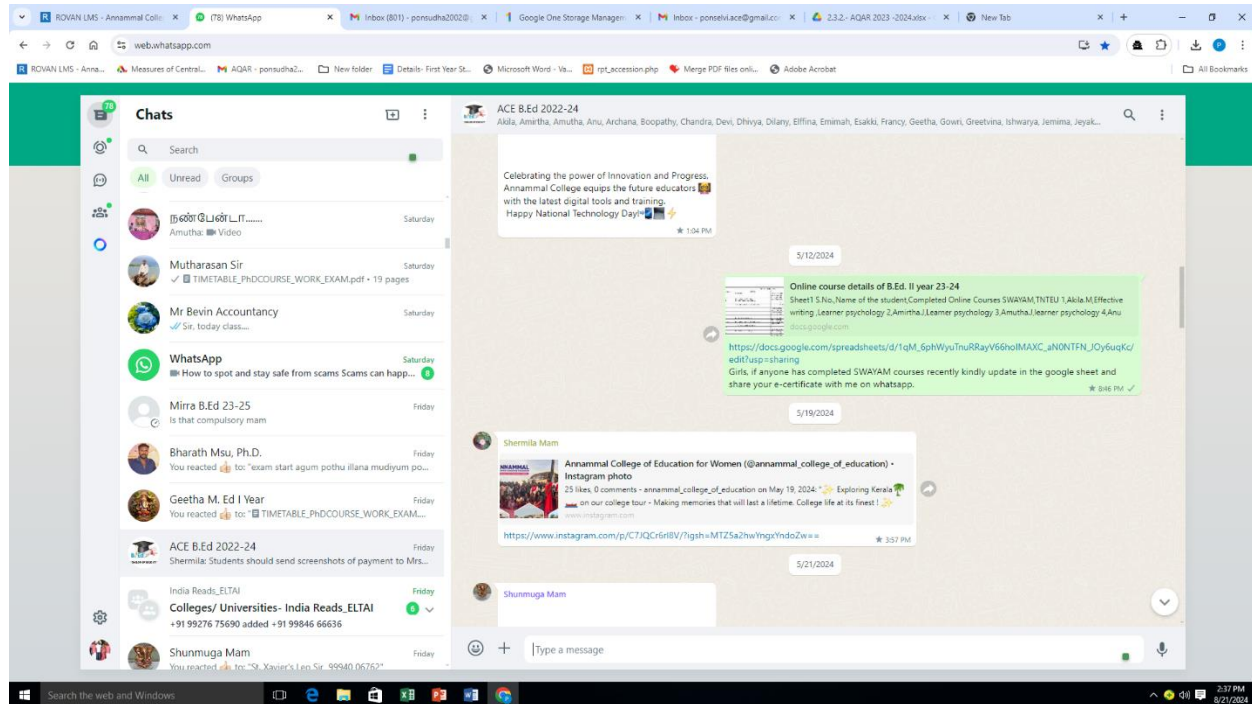 ROVAN LMS - Annammal Colle
(78) WhatsApp
Inbox (801) - ponsudha2002@
Google One Storage Managem
Inbox - ponselvi.ace@gmail.co
2.3.2.- AQAR 2023 -2024.xlsx -
New Tab
web.whatsapp.com
ROVAN LMS - Anna...
Measures of Central...
AQAR - ponsudha2...
New folder
Details- First Year St...
Microsoft Word - Va...
rpt_accession.php
Merge PDF files onli...
Adobe Acrobat
All Bookmarks
78
Chats
Search
All Unread Groups
நண்பேன்டா......
Saturday
Amutha: Video
Mutharasan Sir
Saturday
TIMETABLE_PhDCOURSE_WORK_EXAM.pdf • 19 pages
Mr Bevin Accountancy
Saturday
Sir, today class....
WhatsApp
Saturday
How to spot and stay safe from scams Scams can happ...
8
Mirra B.Ed 23-25
Friday
Is that compulsory mam
Bharath Msu, Ph.D.
Friday
You reacted 👍 to: "exam start agum pothu illana mudiyum po...
Geetha M. Ed I Year
Friday
You reacted 👍 to: "TIMETABLE_PhDCOURSE_WORK_EXAM....
ACE B.Ed 2022-24
Friday
Shermila: Students should send screenshots of payment to Mrs...
India Reads_ELTAI
Friday
Colleges/ Universities- India Reads_ELTAI
6
+91 99276 75690 added +91 99846 66636
Shunmuga Mam
Friday
You reacted 👍 to: "St. Xavier's Leo Sir 99940 06762"
ACE B.Ed 2022-24
Akila, Amirtha, Amutha, Anu, Archana, Boopathy, Chandra, Devi, Dhivya, Dilany, Elffina, Emimah, Esakki, Francy, Geetha, Gowri, Greetvina, Ishwarya, Jemima, Jeyak...
Celebrating the power of Innovation and Progress,
Annammal College equips the future educators
with the latest digital tools and training.
Happy National Technology Day!
1:04 PM
5/12/2024
Online course details of B.Ed. II year 23-24
Sheet1 S.No.,Name of the student,Completed Online Courses SWAYAM,TNTEU 1,Akila.M,Effective
writing ,Learner psychology 2,Amirtha.J,Learner psychology 3,Amutha.J,learner psychology 4,Anu
docs.google.com
https://docs.google.com/spreadsheets/d/1qM_6phWyuTnuRRayV66holMAXC_aN0NTFN_JOy6uqKc/
edit?usp=sharing
Girls, if anyone has completed SWAYAM courses recently kindly update in the google sheet and
share your e-certificate with me on whatsapp.
8:46 PM
5/19/2024
Shermila Mam
Annammal College of Education for Women (@annammal_college_of_education) •
Instagram photo
25 likes, 0 comments - annammal_college_of_education on May 19, 2024: "✨ Exploring Kerala🌴
on our college tour - Making memories that will last a lifetime. College life at its finest ! ✨
www.instagram.com
https://www.instagram.com/p/C7JQCr6rI8V/?igsh=MTZ5a2hwYngxYndoZw==
3:57 PM
5/21/2024
Shunmuga Mam
Type a message
Search the web and Windows
2:37 PM
8/21/2024